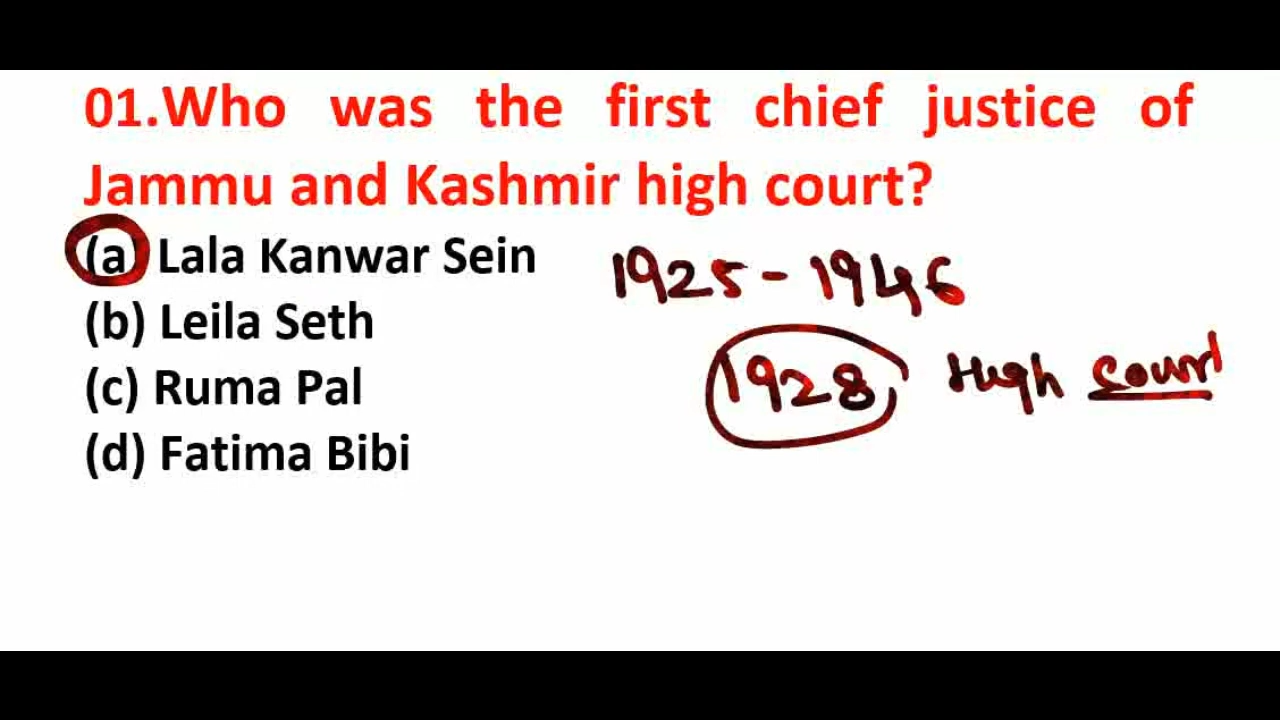 01.Who was the first chief justice of
Jammu and Kashmir high court?
(a) Lala Kanwar Sein
1925-1946
(b) Leila Seth
(c) Ruma Pal
1928 High Court
(d) Fatima Bibi